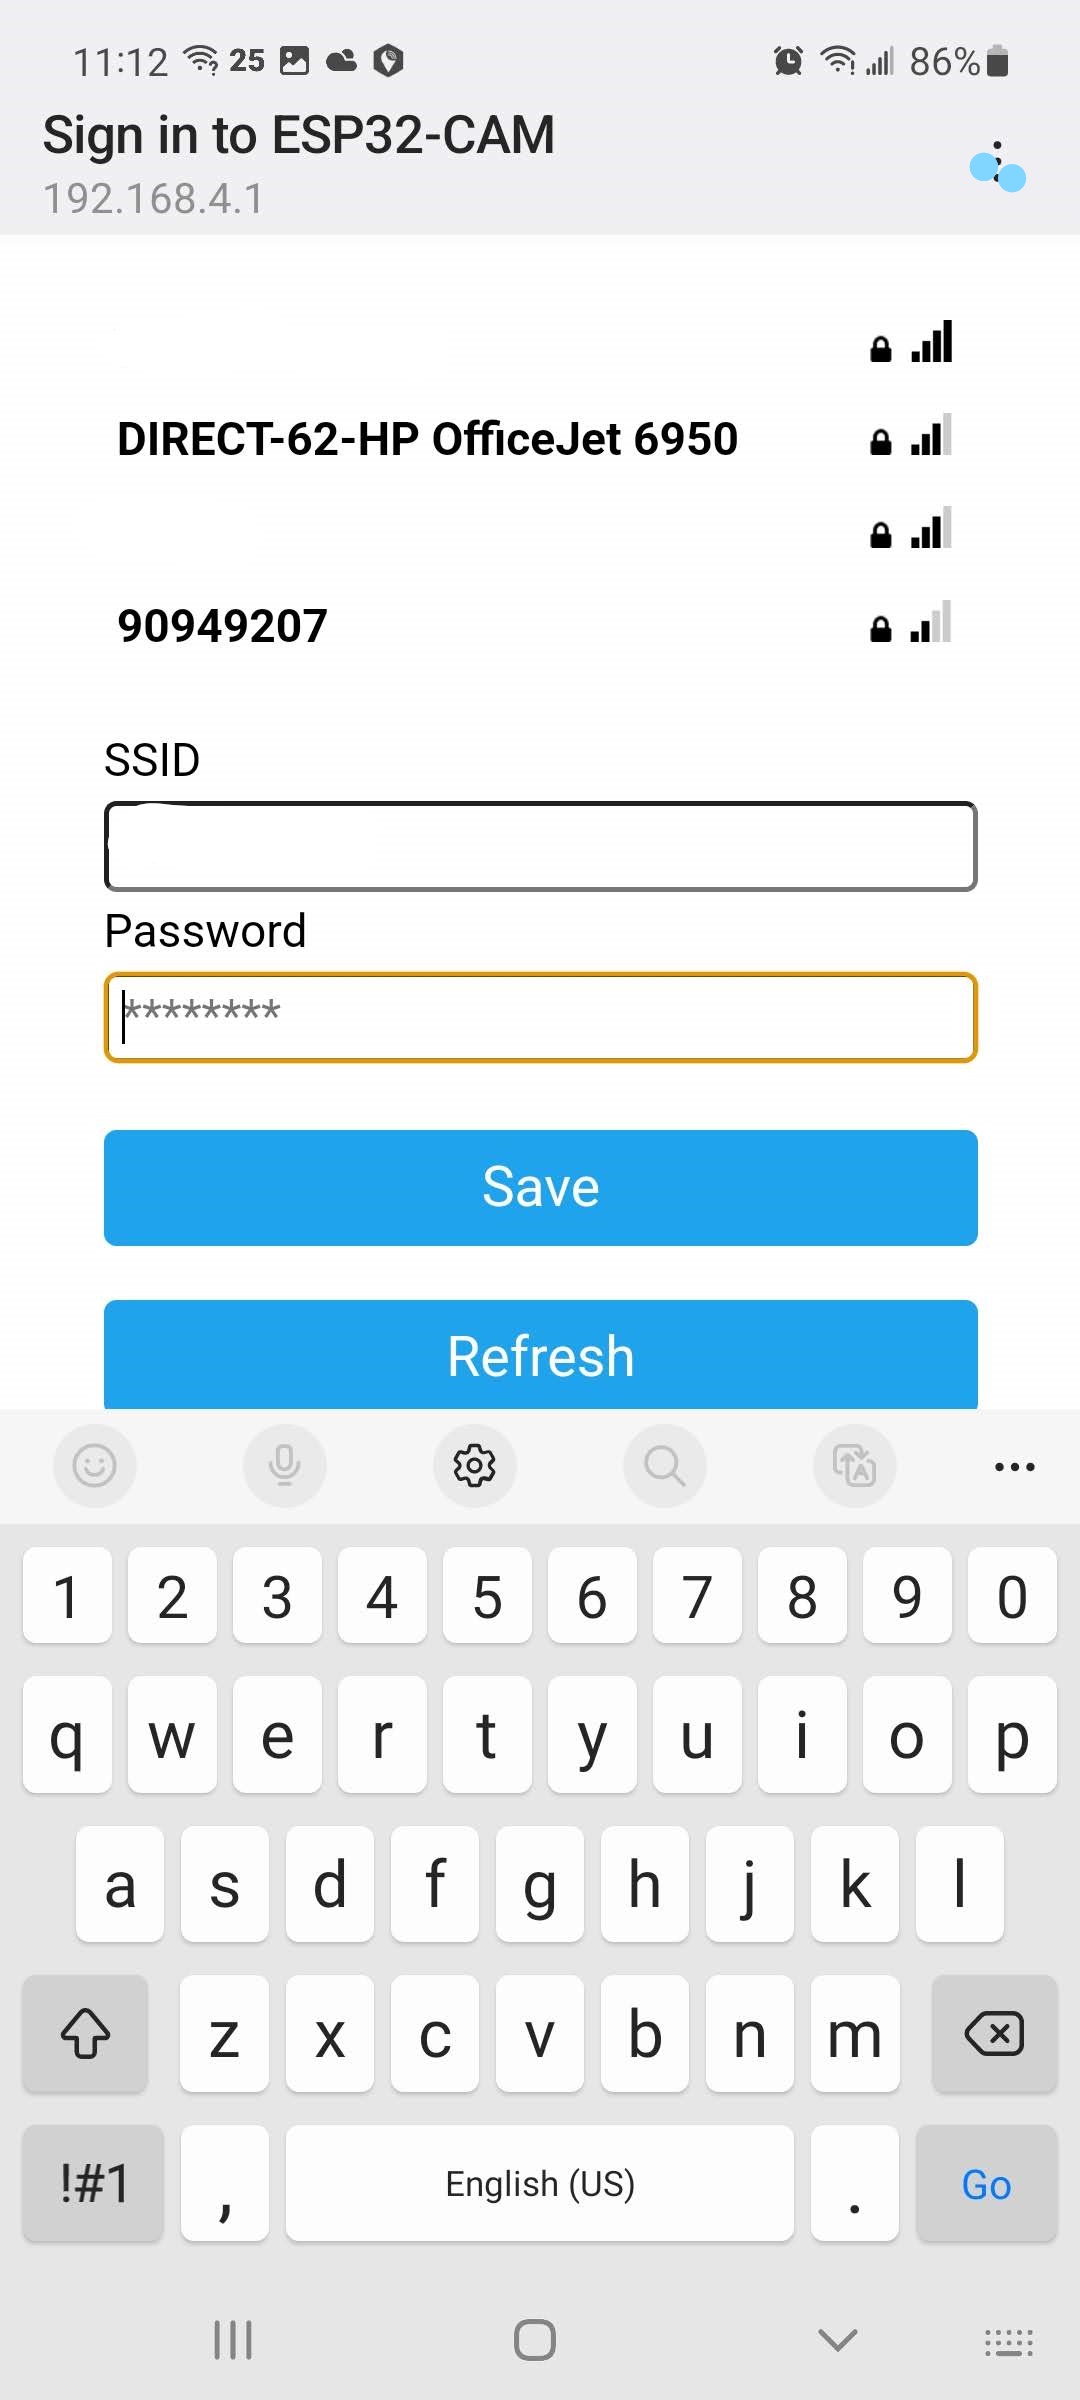 11:12 25 86%
Sign in to ESP32-CAM
192.168.4.1
DIRECT-62-HP OfficeJet 6950
90949207
SSID
Password
********
Save
Refresh
1 2 3 4 5 6 7 8 9 0
q w e r t y u i o p
a s d f g h j k l
z x c v b n m
!#1 , English (US) . Go